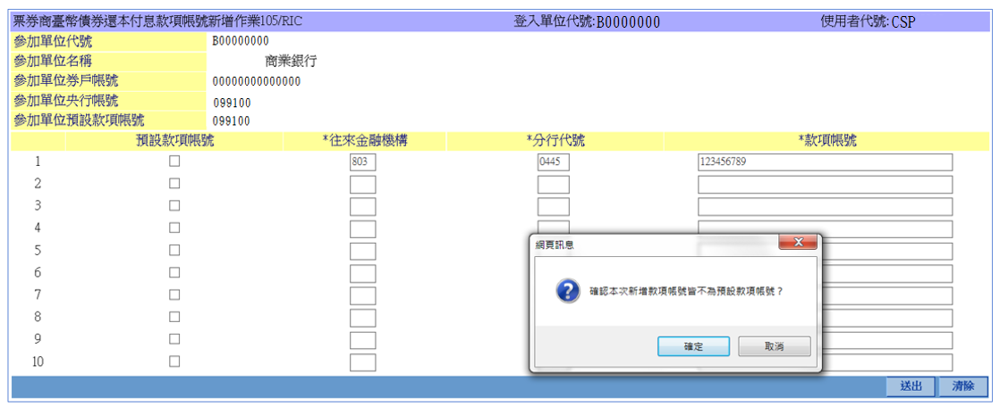 票券商臺幣債券還本付息款項帳號新增作業105/RIC 登入單位代號:B00000000 使用者代號:CSP
參加單位代號 B00000000
參加單位名稱 商業銀行
參加單位券戶帳號 00000000000000
參加單位央行帳號 099100
參加單位預設款項帳號 099100
預設款項帳號 *往來金融機構 *分行代號 *款項帳號
1 803 0445 123456789
2
3
4
5
6
7
8
9
10
網頁訊息
確認本次新增款項帳號皆不為預設款項帳號？
確定 取消
送出 清除